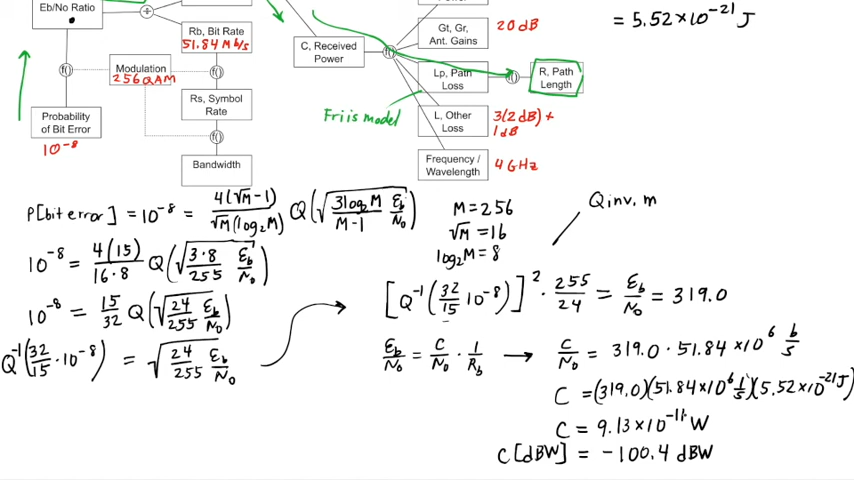 Eb/No Ratio
÷
Rb, Bit Rate
51.84 Mb/s
Modulation
256QAM
f()
f()
Rs, Symbol
Rate
Probability
of Bit Error
10⁻⁸
f()
Bandwidth
C, Received
Power
f()
Gt, Gr,
Ant. Gains
20 dB
Lp, Path
Loss
f()
R, Path
Length
Friis model
L, Other
Loss
3(2dB) +
1dB
Frequency /
Wavelength
4 GHz
= 5.52×10⁻²¹ J
P[bit error] = 10⁻⁸ = 4(√M-1)/(√M(log₂M)) Q(√(3log₂M/(M-1) Eb/N₀))
M = 256
√M = 16
log₂M = 8
10⁻⁸ = 4(15)/(16·8) Q(√(3·8/255 Eb/N₀))
10⁻⁸ = 15/32 Q(√(24/255 Eb/N₀))
Q⁻¹(32/15 · 10⁻⁸) = √(24/255 Eb/N₀)
Qinv.m
[Q⁻¹(32/15 10⁻⁸)]² · 255/24 = Eb/N₀ = 319.0
Eb/N₀ = C/N₀ · 1/Rb → C/N₀ = 319.0 · 51.84 ×10⁶ b/s
C = (319.0)(51.84×10⁶ 1/s)(5.52×10⁻²¹J)
C = 9.13×10⁻¹¹ W
C[dBW] = -100.4 dBW